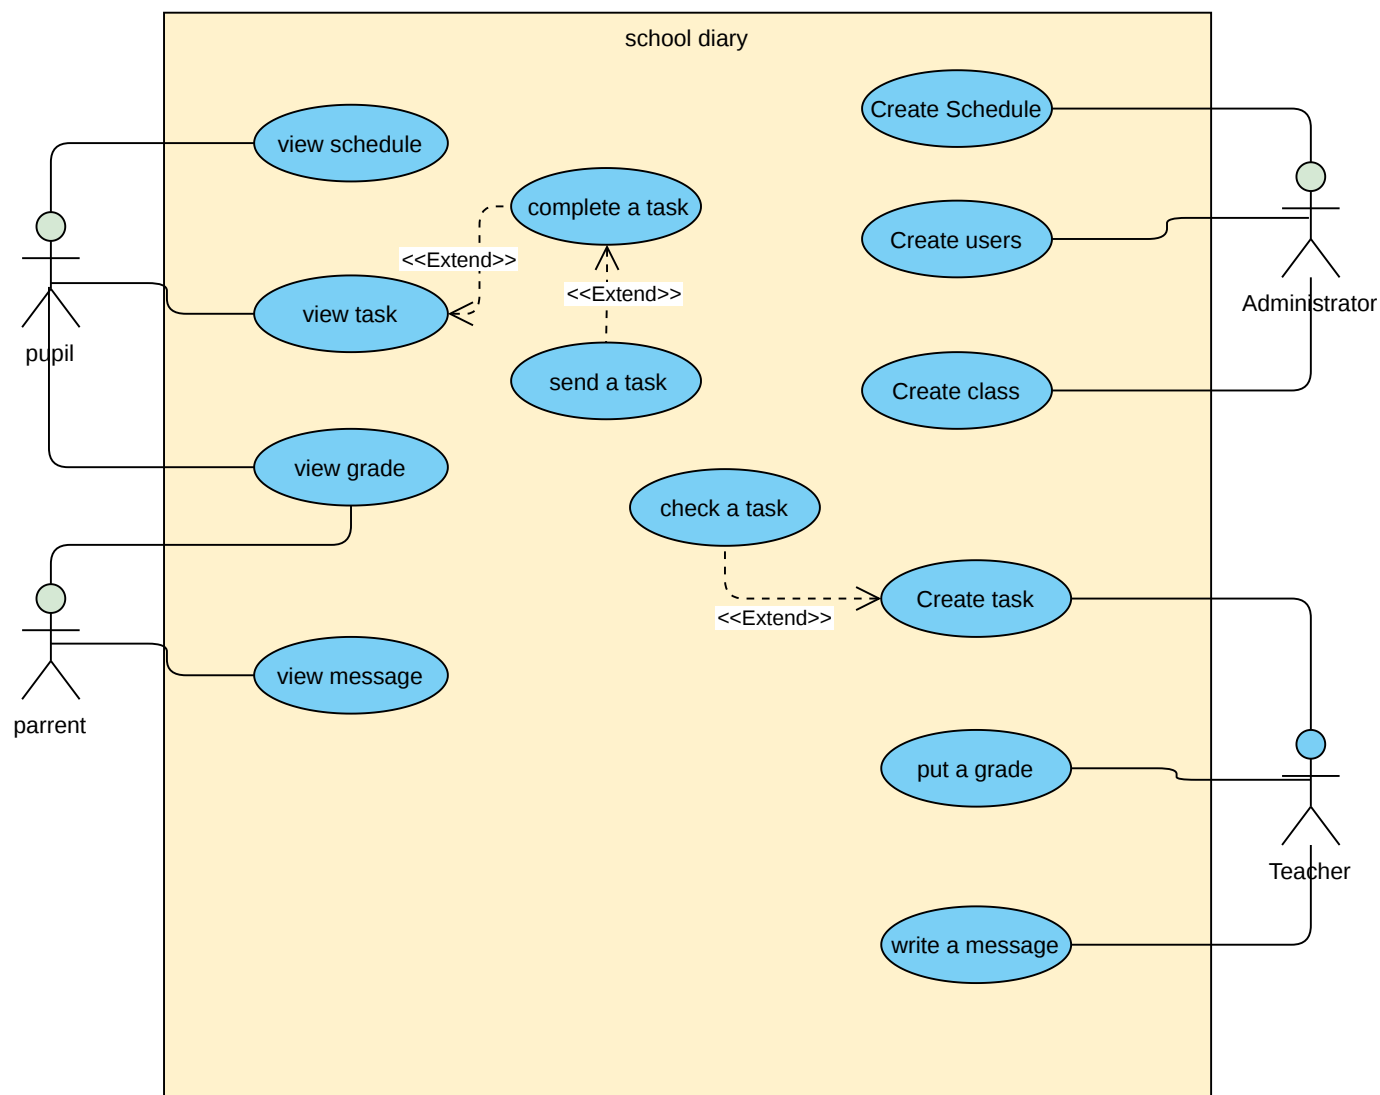 school diary
Create Schedule
view schedule
complete a task
Create users
<<Extend>>
<<Extend>>
Administrator
view task
pupil
send a task
Create class
view grade
check a task
Create task
<<Extend>>
view message
parrent
put a grade
Teacher
write a message